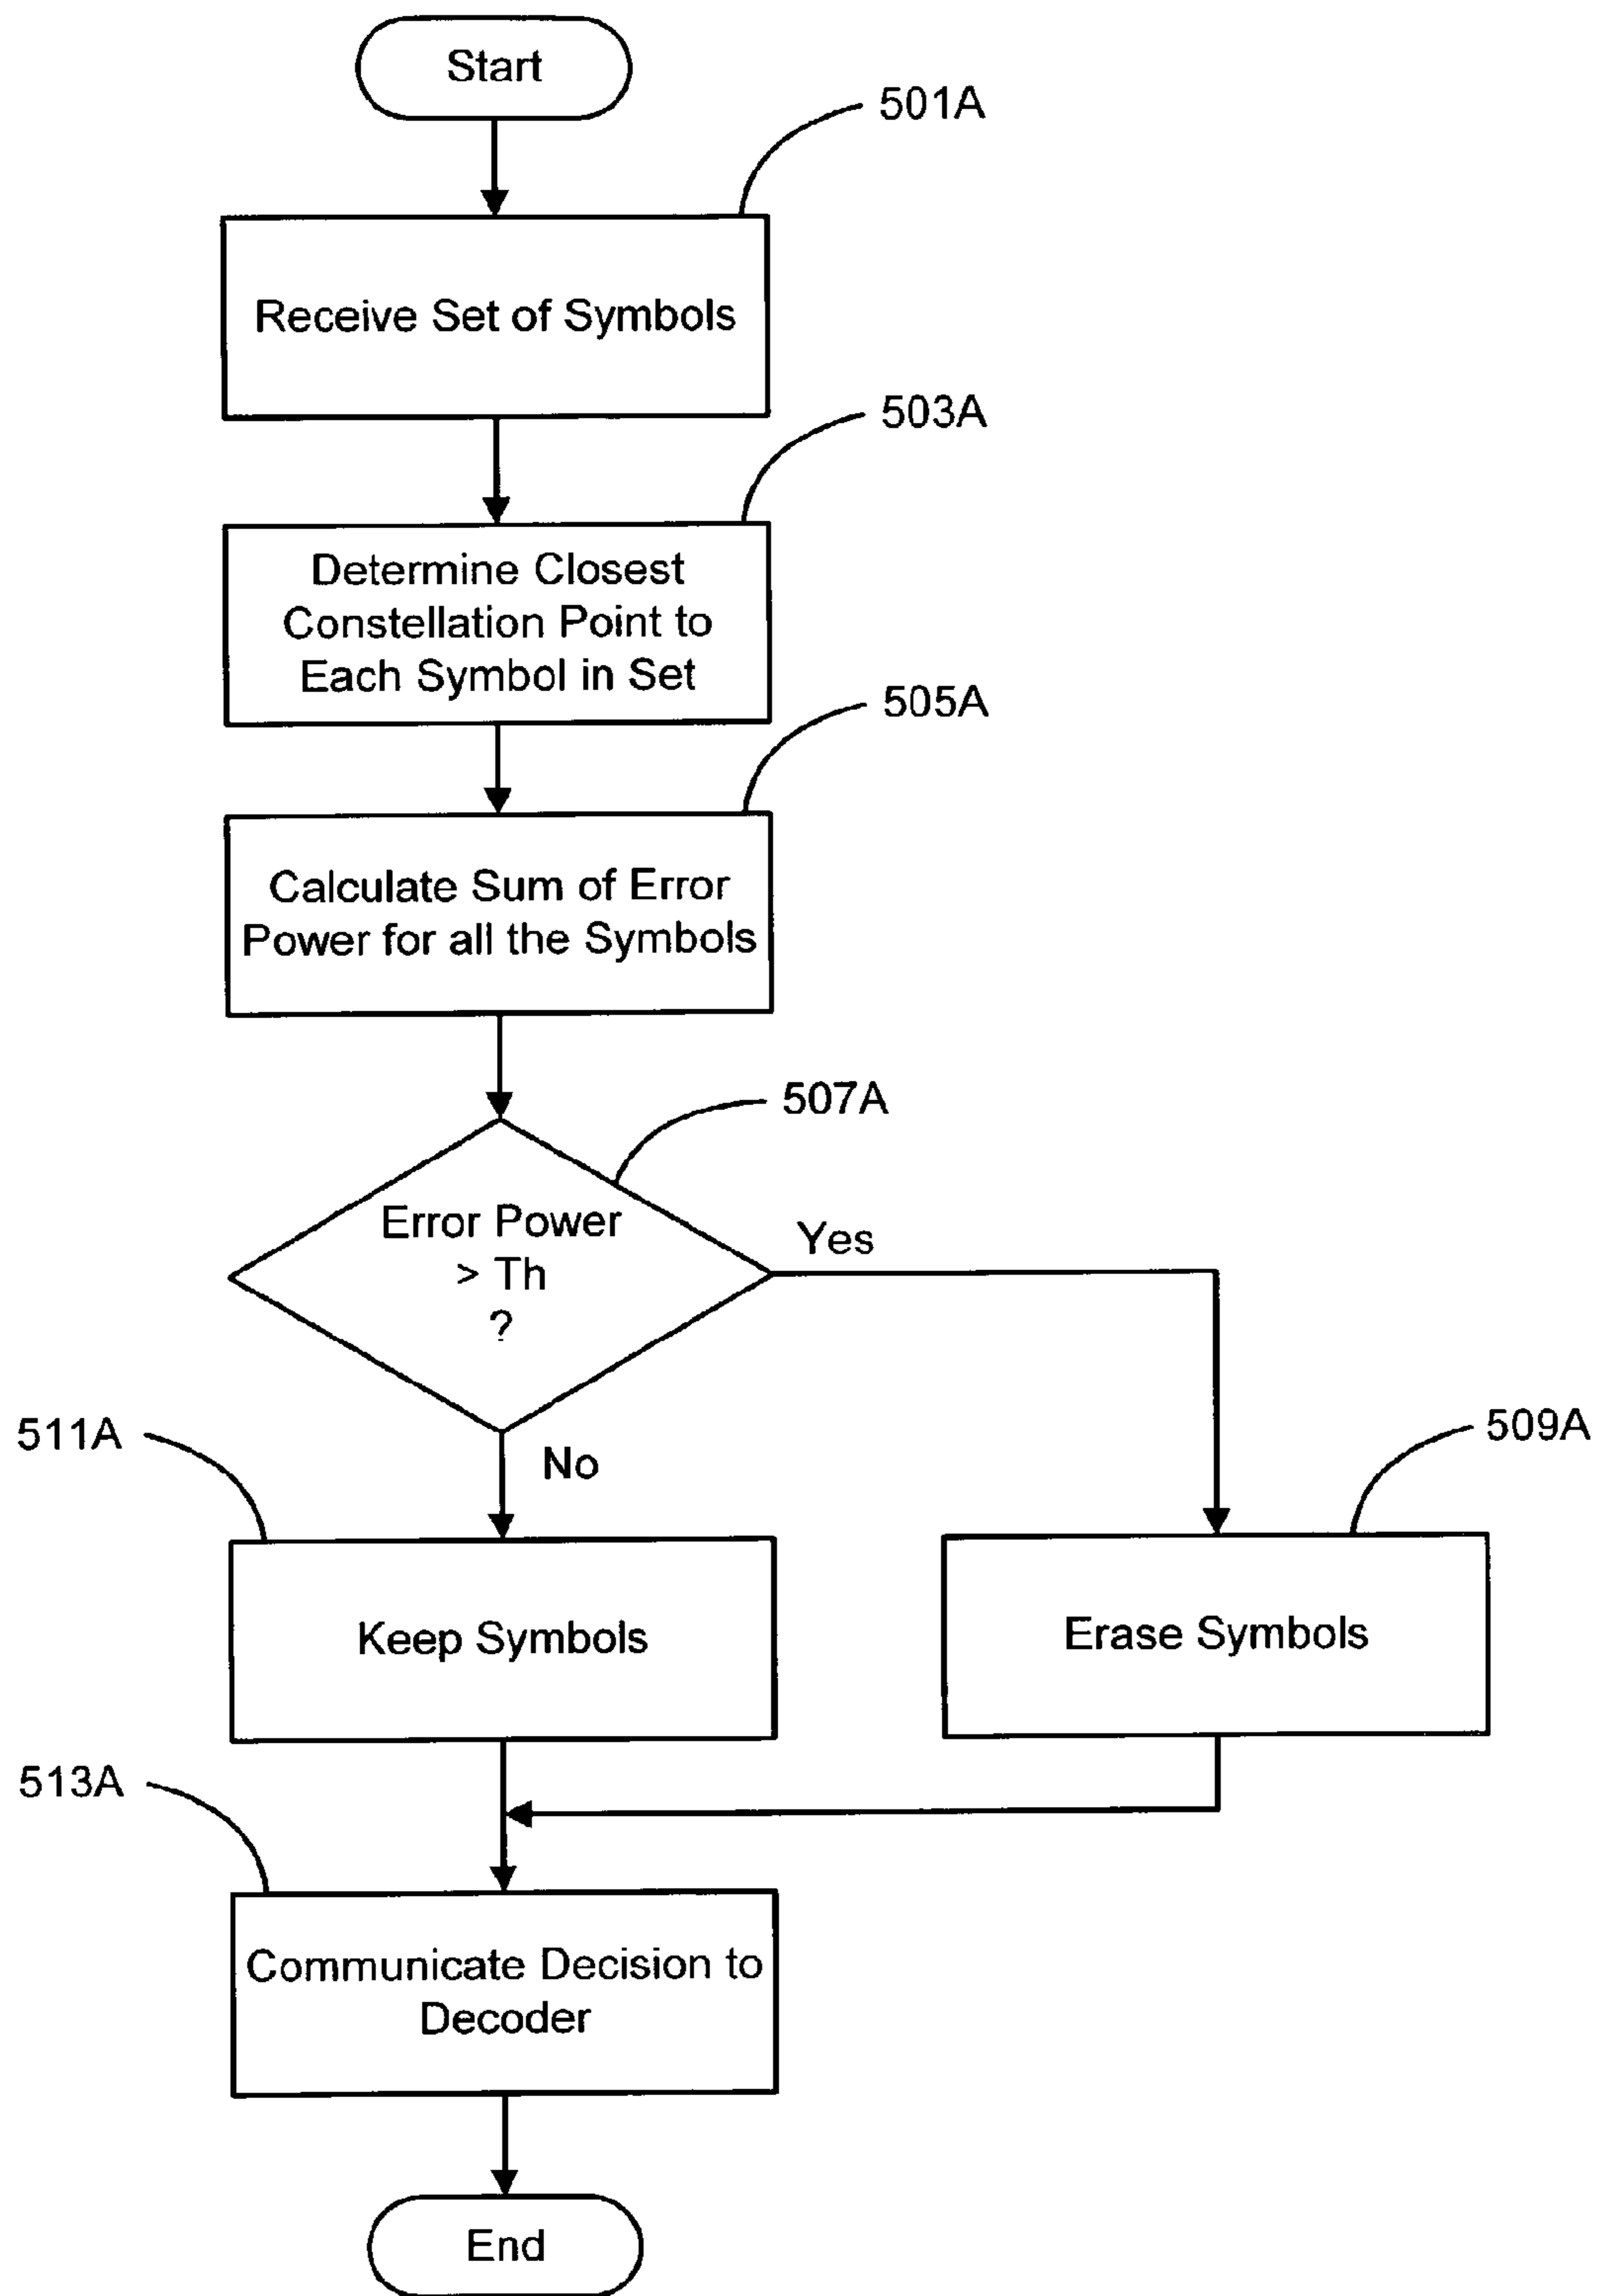 Start
501A
Receive Set of Symbols
503A
Determine Closest
Constellation Point to
Each Symbol in Set
505A
Calculate Sum of Error
Power for all the Symbols
507A
Error Power
> Th
?
Yes
No
511A
509A
Keep Symbols
Erase Symbols
513A
Communicate Decision to
Decoder
End